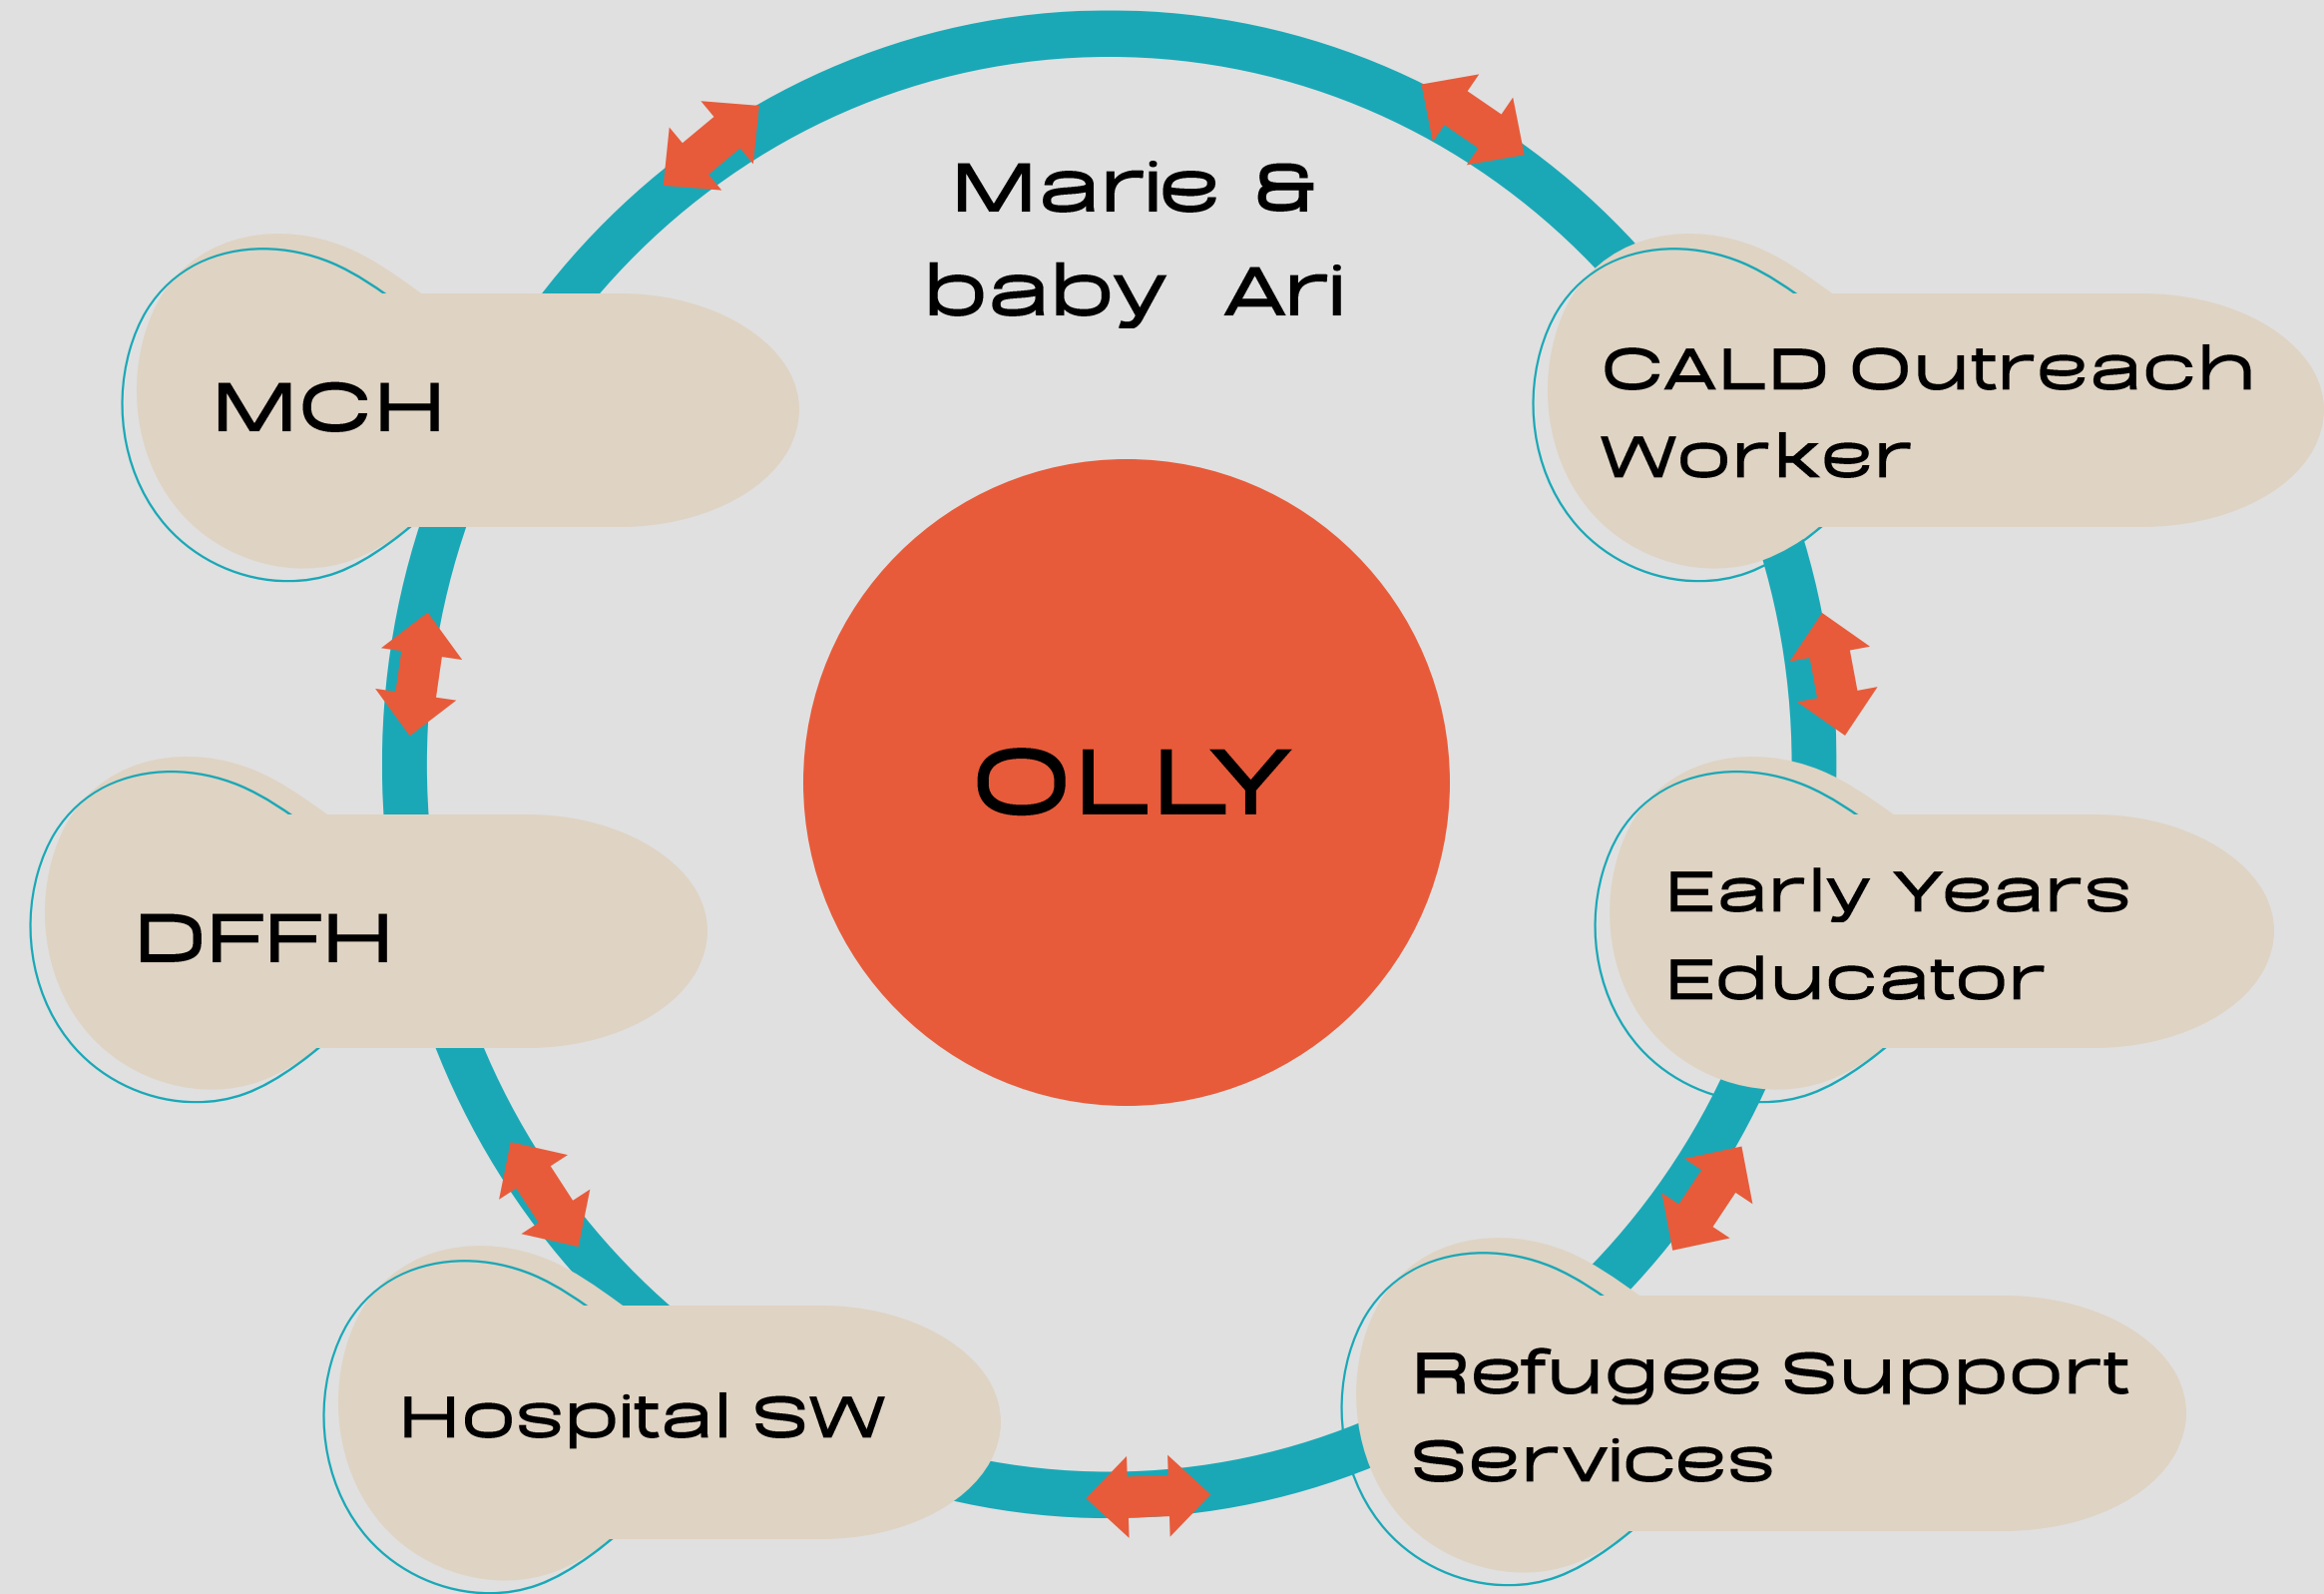 Marie &
baby Ari
MCH
CALD Outreach
Worker
OLLY
DFFH
Early Years
Educator
Hospital SW
Refugee Support
Services